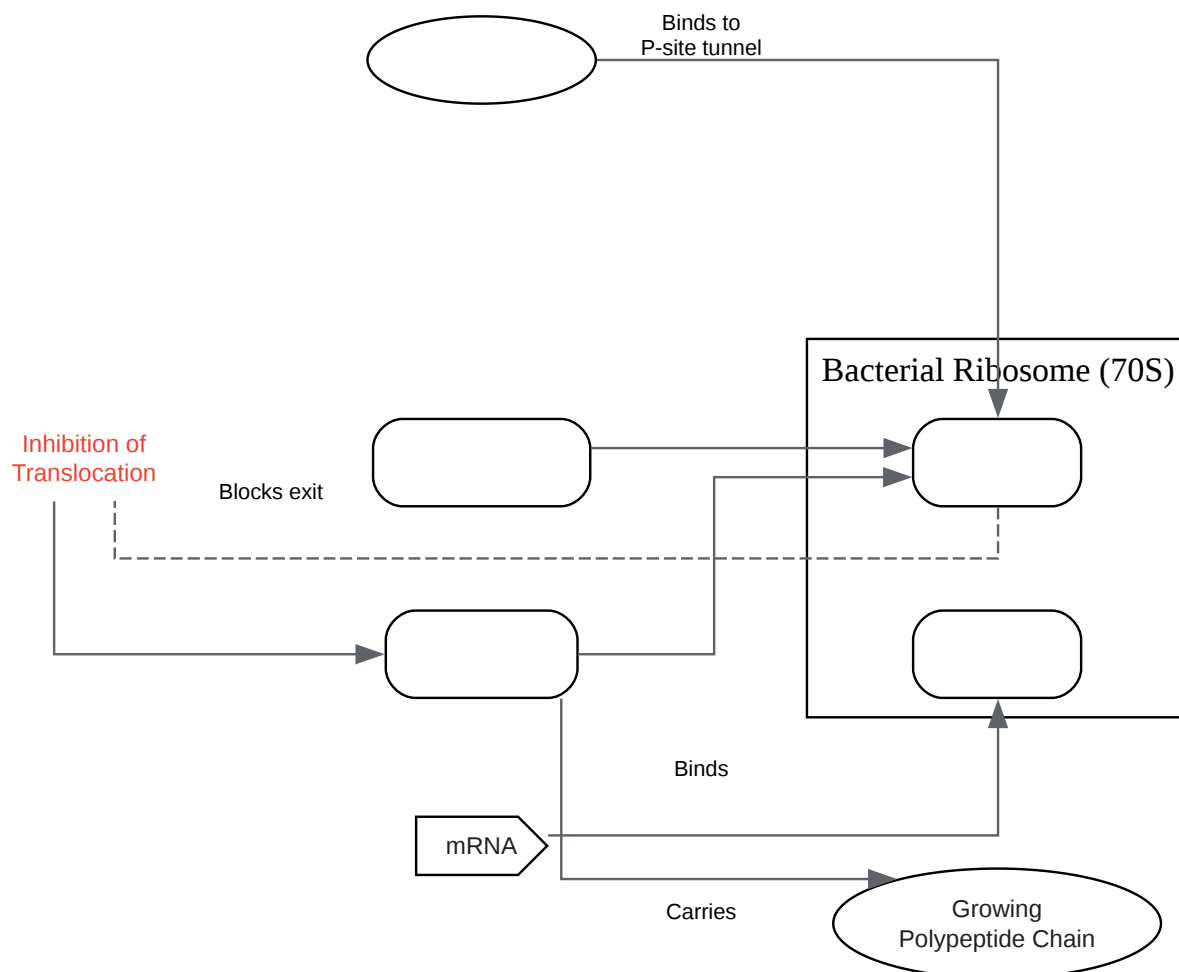 Binds to
P-site tunnel
Bacterial Ribosome (70S)
Inhibition of
Translocation
Blocks exit
Binds
mRNA
Carries
Growing
Polypeptide Chain